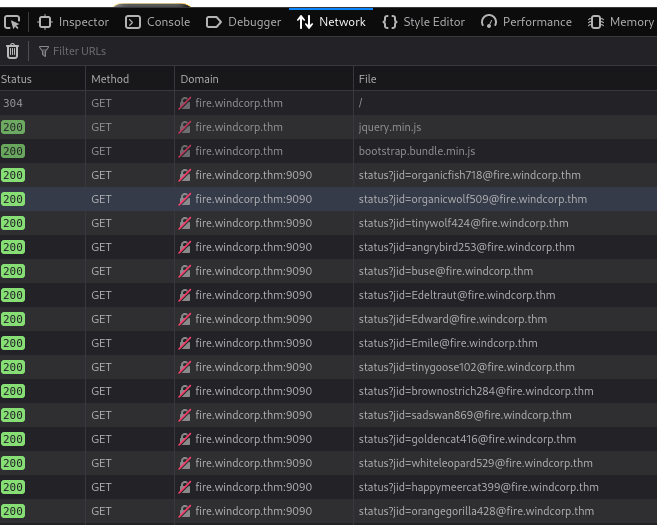 Inspector Console Debugger Network Style Editor Performance Memory
Filter URLs
Status Method Domain File
304 GET fire.windcorp.thm /
200 GET fire.windcorp.thm jquery.min.js
200 GET fire.windcorp.thm bootstrap.bundle.min.js
200 GET fire.windcorp.thm:9090 status?jid=organicfish718@fire.windcorp.thm
200 GET fire.windcorp.thm:9090 status?jid=organicwolf509@fire.windcorp.thm
200 GET fire.windcorp.thm:9090 status?jid=tinywolf424@fire.windcorp.thm
200 GET fire.windcorp.thm:9090 status?jid=angrybird253@fire.windcorp.thm
200 GET fire.windcorp.thm:9090 status?jid=buse@fire.windcorp.thm
200 GET fire.windcorp.thm:9090 status?jid=Edeltraut@fire.windcorp.thm
200 GET fire.windcorp.thm:9090 status?jid=Edward@fire.windcorp.thm
200 GET fire.windcorp.thm:9090 status?jid=Emile@fire.windcorp.thm
200 GET fire.windcorp.thm:9090 status?jid=tinygoose102@fire.windcorp.thm
200 GET fire.windcorp.thm:9090 status?jid=brownostrich284@fire.windcorp.thm
200 GET fire.windcorp.thm:9090 status?jid=sadswan869@fire.windcorp.thm
200 GET fire.windcorp.thm:9090 status?jid=goldencat416@fire.windcorp.thm
200 GET fire.windcorp.thm:9090 status?jid=whiteleopard529@fire.windcorp.thm
200 GET fire.windcorp.thm:9090 status?jid=happymeercat399@fire.windcorp.thm
200 GET fire.windcorp.thm:9090 status?jid=orangegorilla428@fire.windcorp.thm